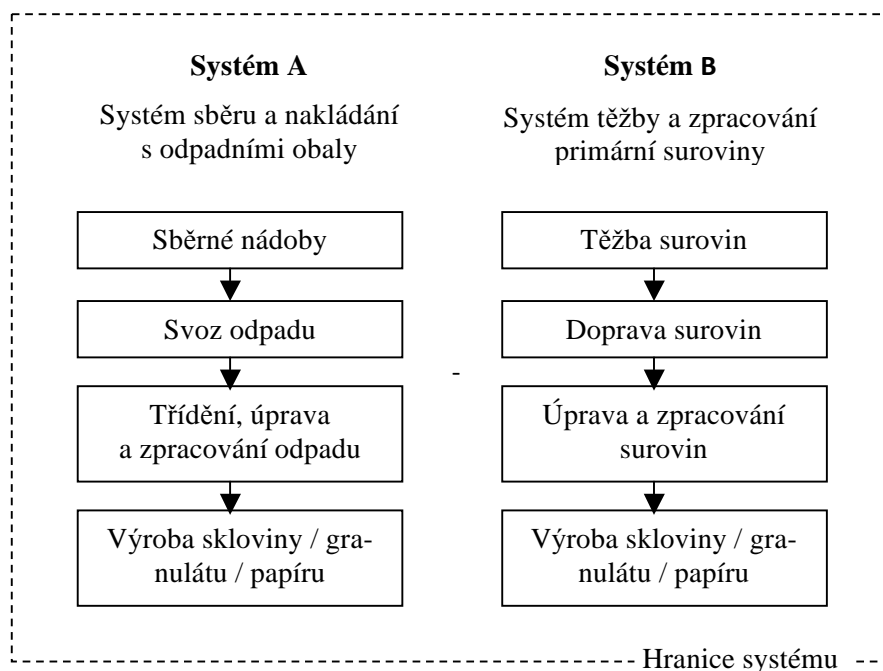 Systém A
Systém sběru a nakládání
s odpadními obaly
Sběrné nádoby
Svoz odpadu
Třídění, úprava
a zpracování odpadu
Výroba skloviny / gra-
nulátu / papíru
-
Systém B
Systém těžby a zpracování
primární suroviny
Těžba surovin
Doprava surovin
Úprava a zpracování
surovin
Výroba skloviny / gra-
nulátu / papíru
Hranice systému